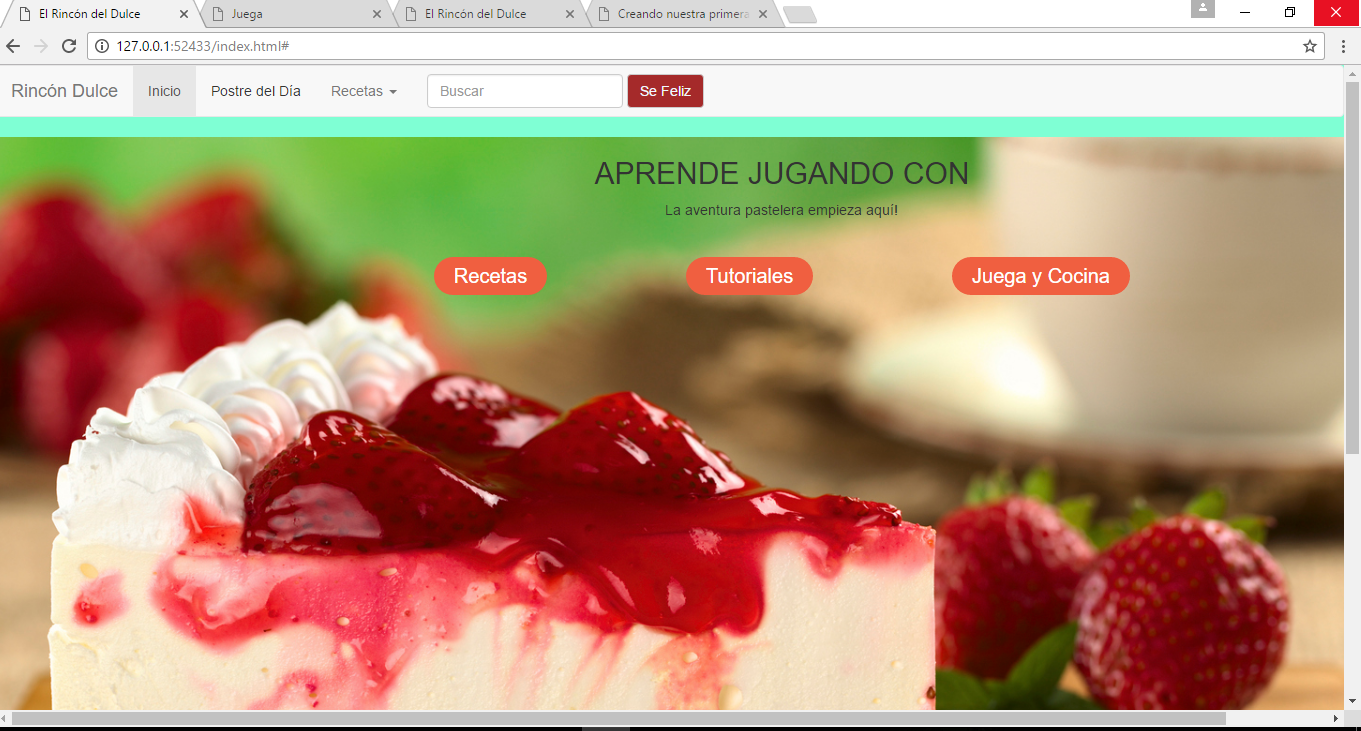 El Rincón del Dulce
Juega
El Rincón del Dulce
Creando nuestra primera
127.0.0.1:52433/index.html#
Rincón Dulce
Inicio
Postre del Día
Recetas
Buscar
Se Feliz
APRENDE JUGANDO CON
La aventura pastelera empieza aquí!
Recetas
Tutoriales
Juega y Cocina